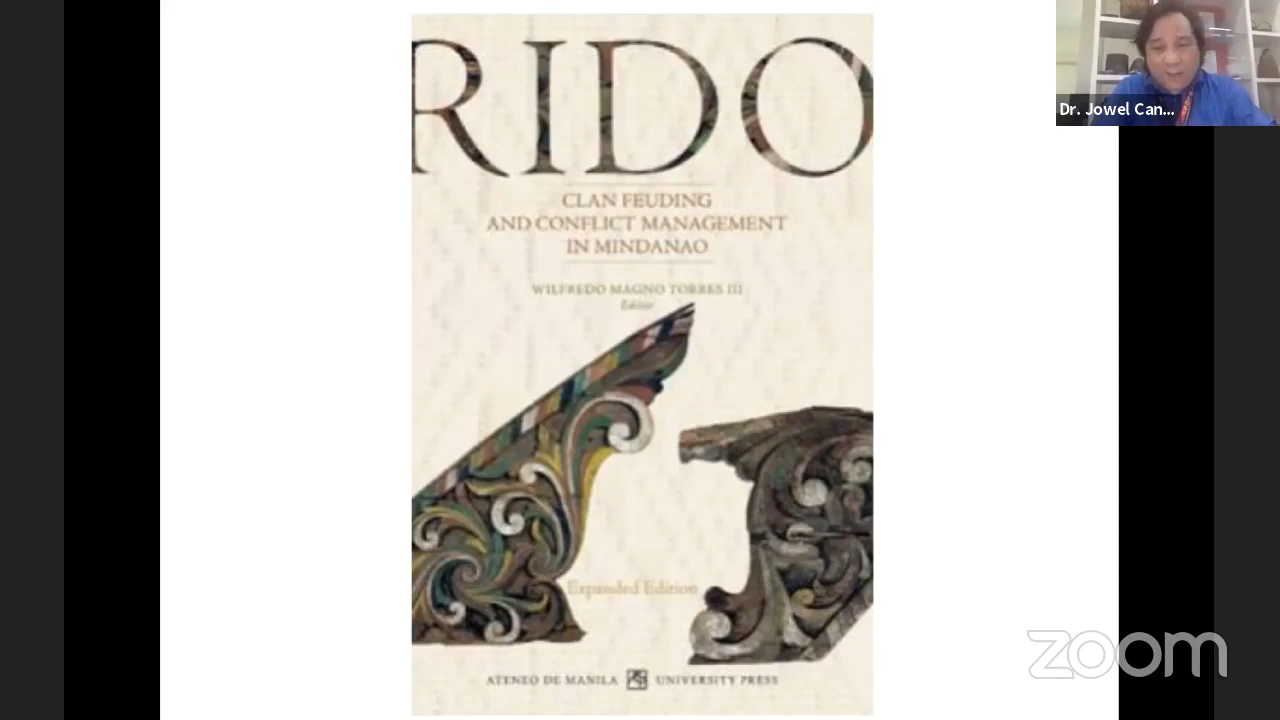 RIDO
CLAN FEUDING
AND CONFLICT MANAGEMENT
IN MINDANAO
WILFREDO MAGNO TORRES III
Editor
Expanded Edition
ATENEO DE MANILA UNIVERSITY PRESS
Dr. Jowel Can...
zoom